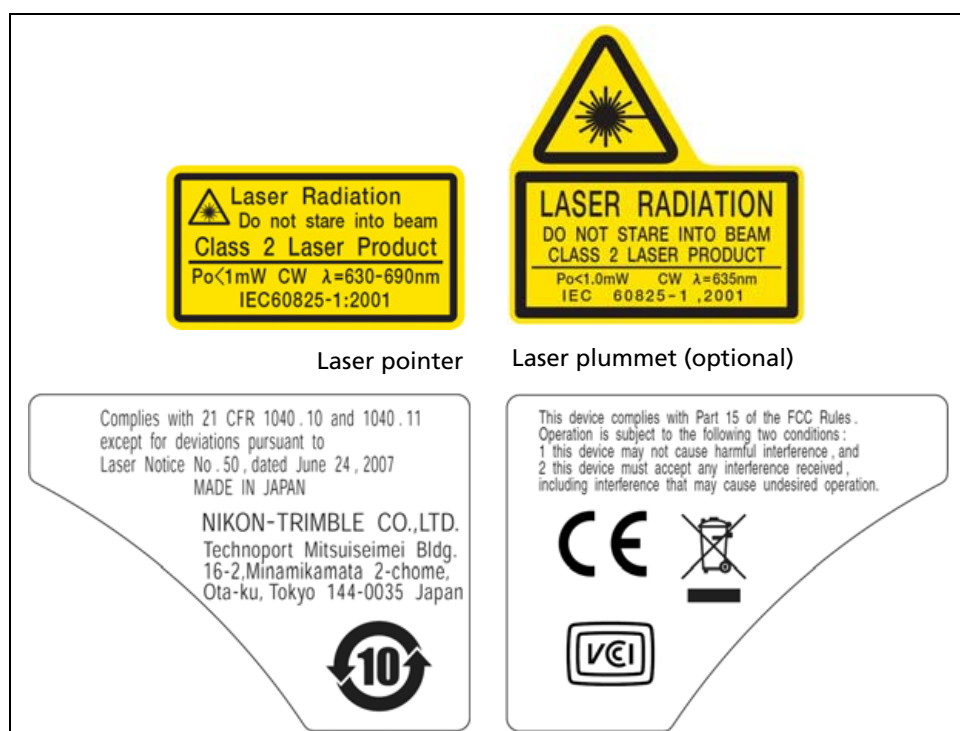 Laser Radiation
Do not stare into beam
Class 2 Laser Product
Po<1mW CW λ=630-690nm
IEC60825-1:2001
LASER RADIATION
DO NOT STARE INTO BEAM
CLASS 2 LASER PRODUCT
Po<1.0mW CW λ=635nm
IEC 60825-1 ,2001
Laser pointer
Laser plummet (optional)
Complies with 21 CFR 1040.10 and 1040.11
except for deviations pursuant to
Laser Notice No.50, dated June 24, 2007
MADE IN JAPAN
NIKON-TRIMBLE CO.,LTD.
Technoport Mitsuiseimei Bldg.
16-2,Minamikamata 2-chome,
Ota-ku, Tokyo 144-0035 Japan
10
This device complies with Part 15 of the FCC Rules.
Operation is subject to the following two conditions:
1 this device may not cause harmful interference, and
2 this device must accept any interference received,
including interference that may cause undesired operation.
CE
VCCI